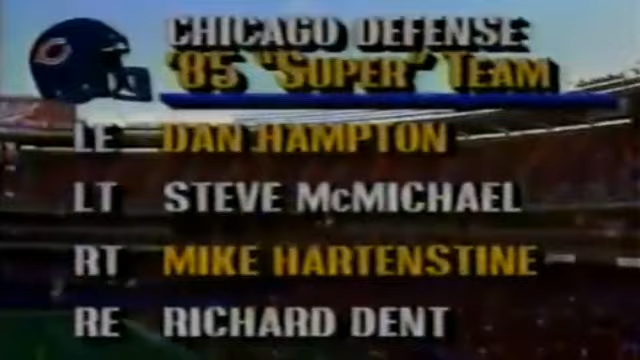 CHICAGO DEFENSE
'85 "SUPER" TEAM
LE DAN HAMPTON
LT STEVE McMICHAEL
RT MIKE HARTENSTINE
RE RICHARD DENT